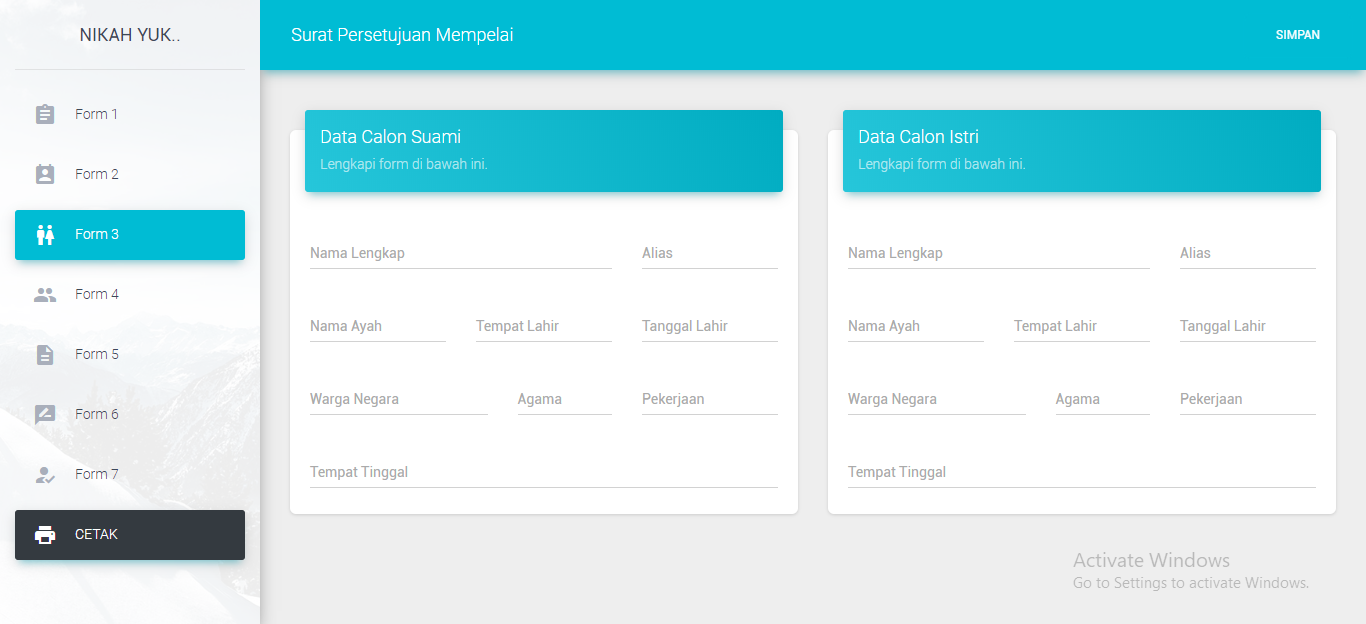 NIKAH YUK..
Form 1
Form 2
Form 3
Form 4
Form 5
Form 6
Form 7
CETAK
Surat Persetujuan Mempelai
SIMPAN
Data Calon Suami
Lengkapi form di bawah ini.
Nama Lengkap Alias
Nama Ayah Tempat Lahir Tanggal Lahir
Warga Negara Agama Pekerjaan
Tempat Tinggal
Data Calon Istri
Lengkapi form di bawah ini.
Nama Lengkap Alias
Nama Ayah Tempat Lahir Tanggal Lahir
Warga Negara Agama Pekerjaan
Tempat Tinggal
Activate Windows
Go to Settings to activate Windows.